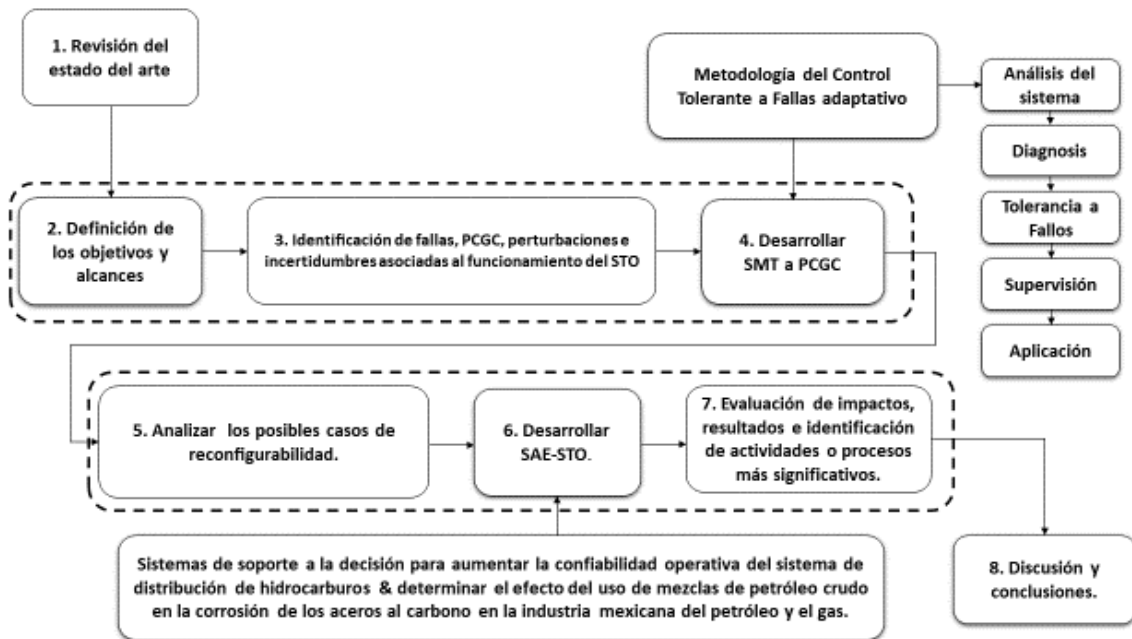 1. Revisión del
estado del arte
Metodología del Control
Tolerante a Fallas adaptativo
Análisis del
sistema
Diagnosis
Tolerancia a
Fallos
Supervisión
Aplicación
2. Definición de
los objetivos y
alcances
3. Identificación de fallas, PCGC, perturbaciones e
incertidumbres asociadas al funcionamiento del STO
4. Desarrollar
SMT a PCGC
5. Analizar los posibles casos de
reconfigurabilidad.
6. Desarrollar
SAE-STO.
7. Evaluación de impactos,
resultados e identificación
de actividades o procesos
más significativos.
Sistemas de soporte a la decisión para aumentar la confiabilidad operativa del sistema de
distribución de hidrocarburos & determinar el efecto del uso de mezclas de petróleo crudo
en la corrosión de los aceros al carbono en la industria mexicana del petróleo y el gas.
8. Discusión y
conclusiones.